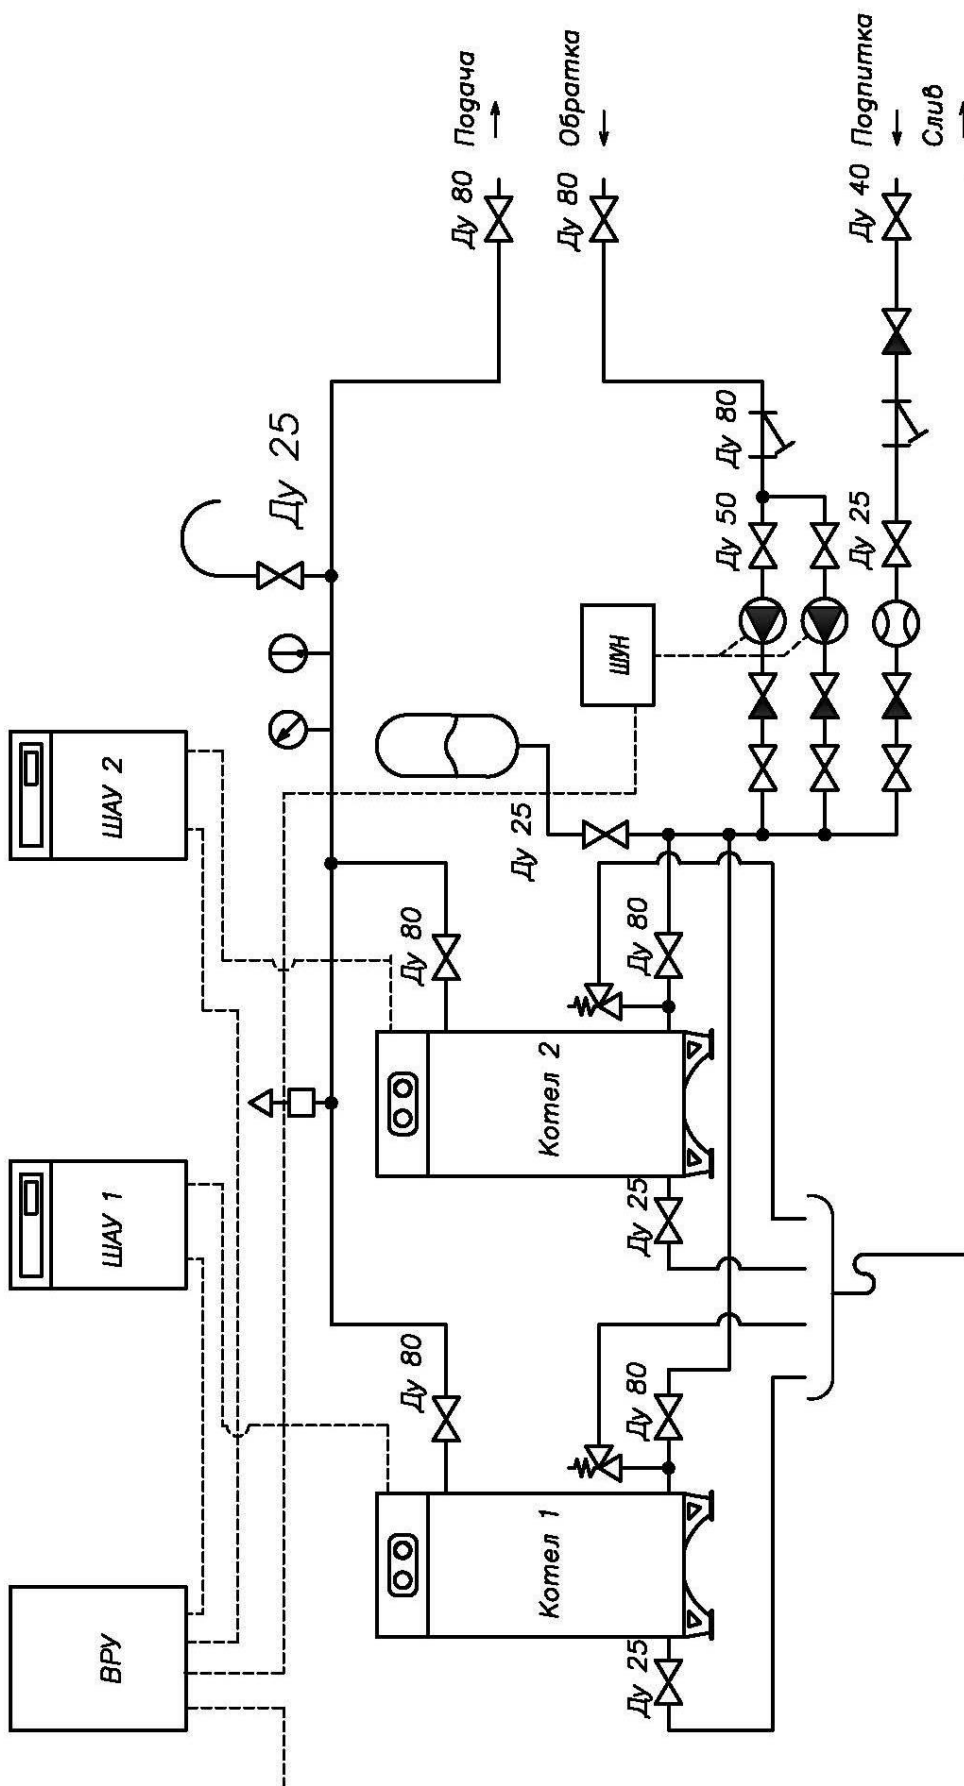 ВРУ
ШАУ 1
ШАУ 2
Ду 25
Ду 80
Ду 80
Ду 80 Подача
Ду 25
Котел 1
Котел 2
Ду 80 Обратка
ШУН
Ду 25
Ду 80
Ду 25
Ду 80
Ду 50
Ду 80
Ду 25
Ду 40 Подпитка
Слив